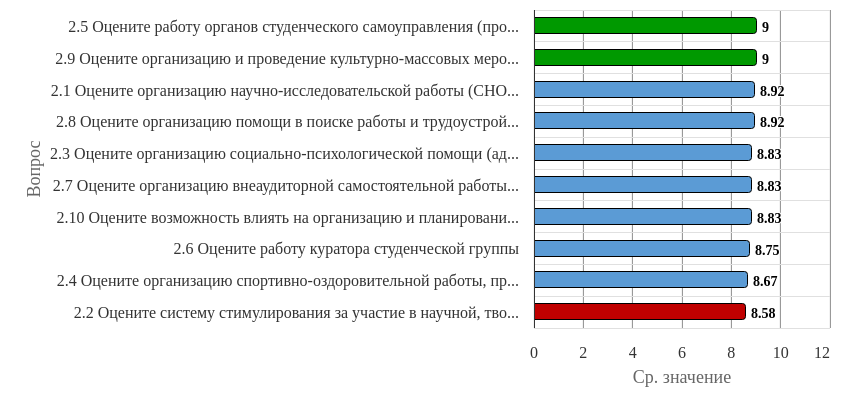 2.5 Оцените работу органов студенческого самоуправления (про... 9
2.9 Оцените организацию и проведение культурно-массовых меро... 9
2.1 Оцените организацию научно-исследовательской работы (СНО... 8.92
2.8 Оцените организацию помощи в поиске работы и трудоустрой... 8.92
2.3 Оцените организацию социально-психологической помощи (ад... 8.83
2.7 Оцените организацию внеаудиторной самостоятельной работы... 8.83
2.10 Оцените возможность влиять на организацию и планировани... 8.83
2.6 Оцените работу куратора студенческой группы 8.75
2.4 Оцените организацию спортивно-оздоровительной работы, пр... 8.67
2.2 Оцените систему стимулирования за участие в научной, тво... 8.58
Вопрос
0 2 4 6 8 10 12
Ср. значение